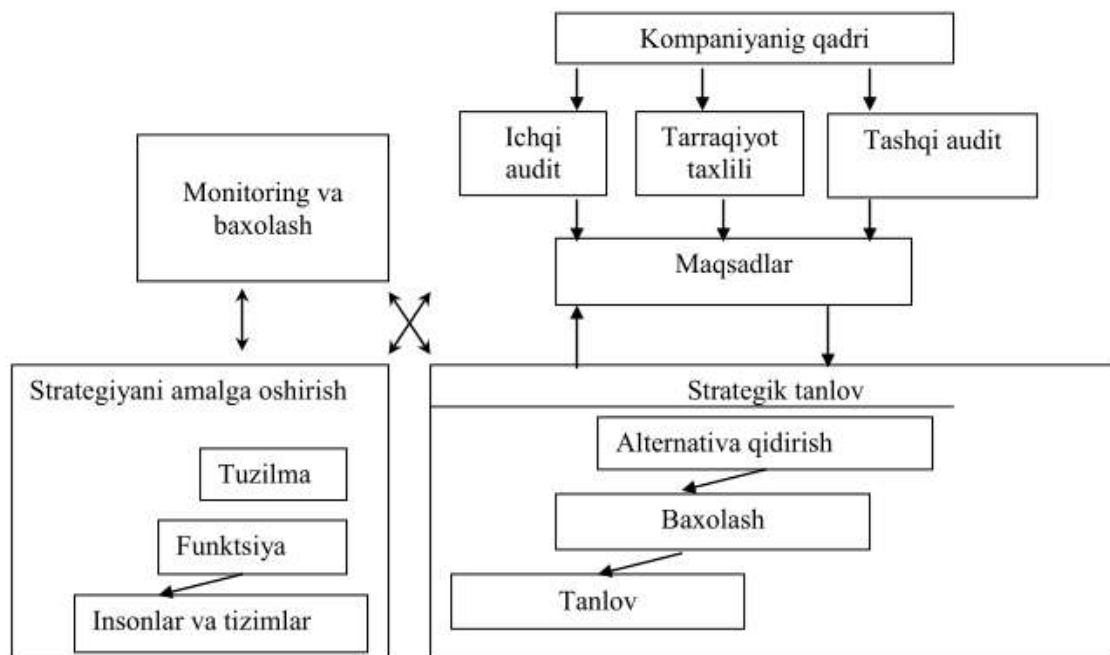 Kompaniyanig qadri
Ichqi
audit
Tarraqiyot
taxlili
Tashqi audit
Monitoring va
baxolash
Maqsadlar
Strategiyani amalga oshirish
Tuzilma
Funktsiya
Insonlar va tizimlar
Strategik tanlov
Alternativa qidirish
Baxolash
Tanlov